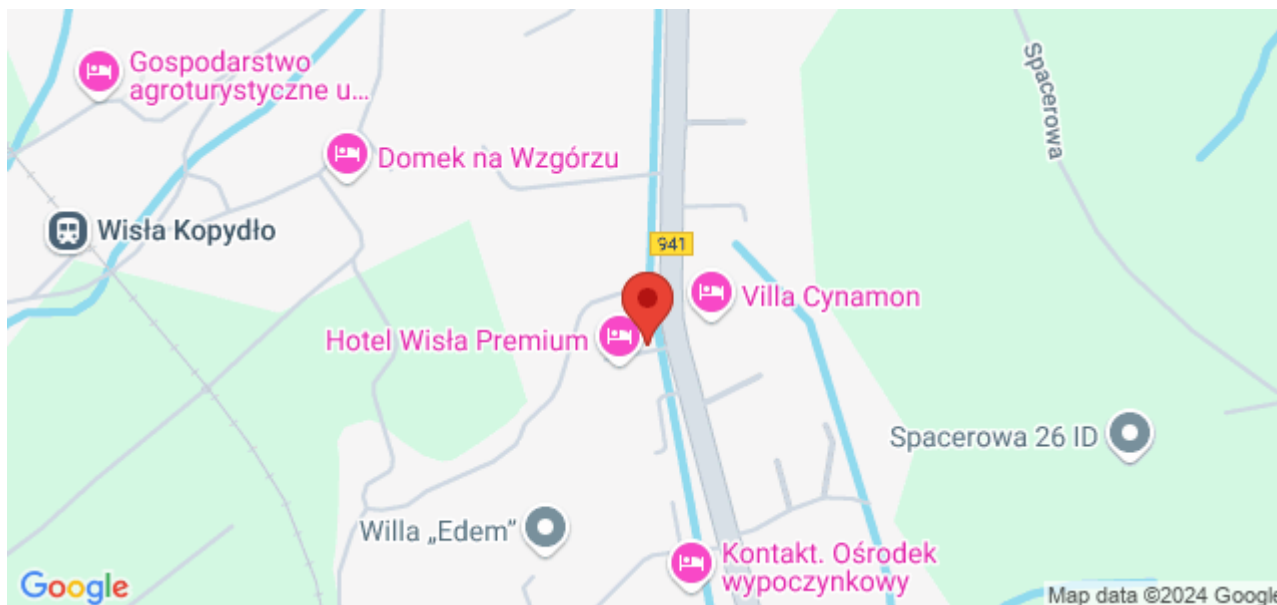 Gospodarstwo
agroturystyczne u...
Domek na Wzgórzu
Spacerowa
Wisła Kopydło
941
Villa Cynamon
Hotel Wisła Premium
Spacerowa 26 ID
Willa „Edem”
Kontakt. Ośrodek
wypoczynkowy
Google
Map data ©2024 Google